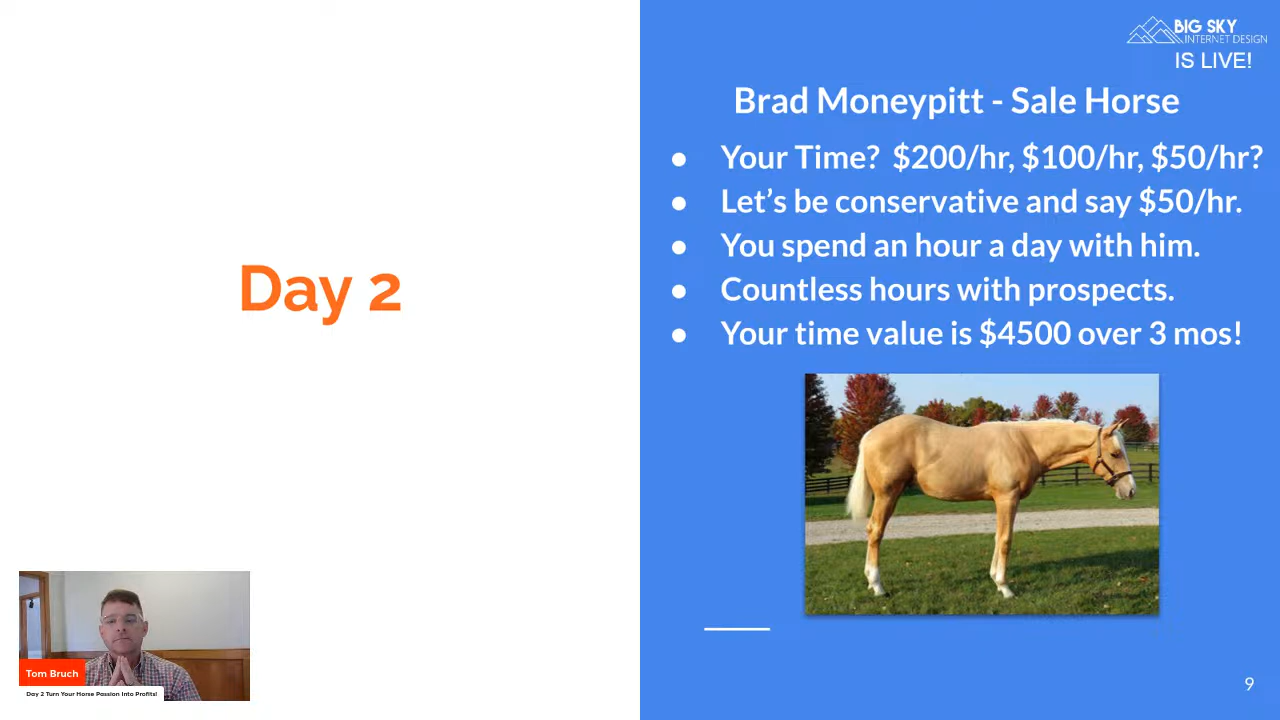 Day 2
BIG SKY
INTERNET DESIGN
IS LIVE!
Brad Moneypitt - Sale Horse
● Your Time? $200/hr, $100/hr, $50/hr?
● Let’s be conservative and say $50/hr.
● You spend an hour a day with him.
● Countless hours with prospects.
● Your time value is $4500 over 3 mos!
Tom Bruch
Day 2 Turn Your Horse Passion Into Profits!
9